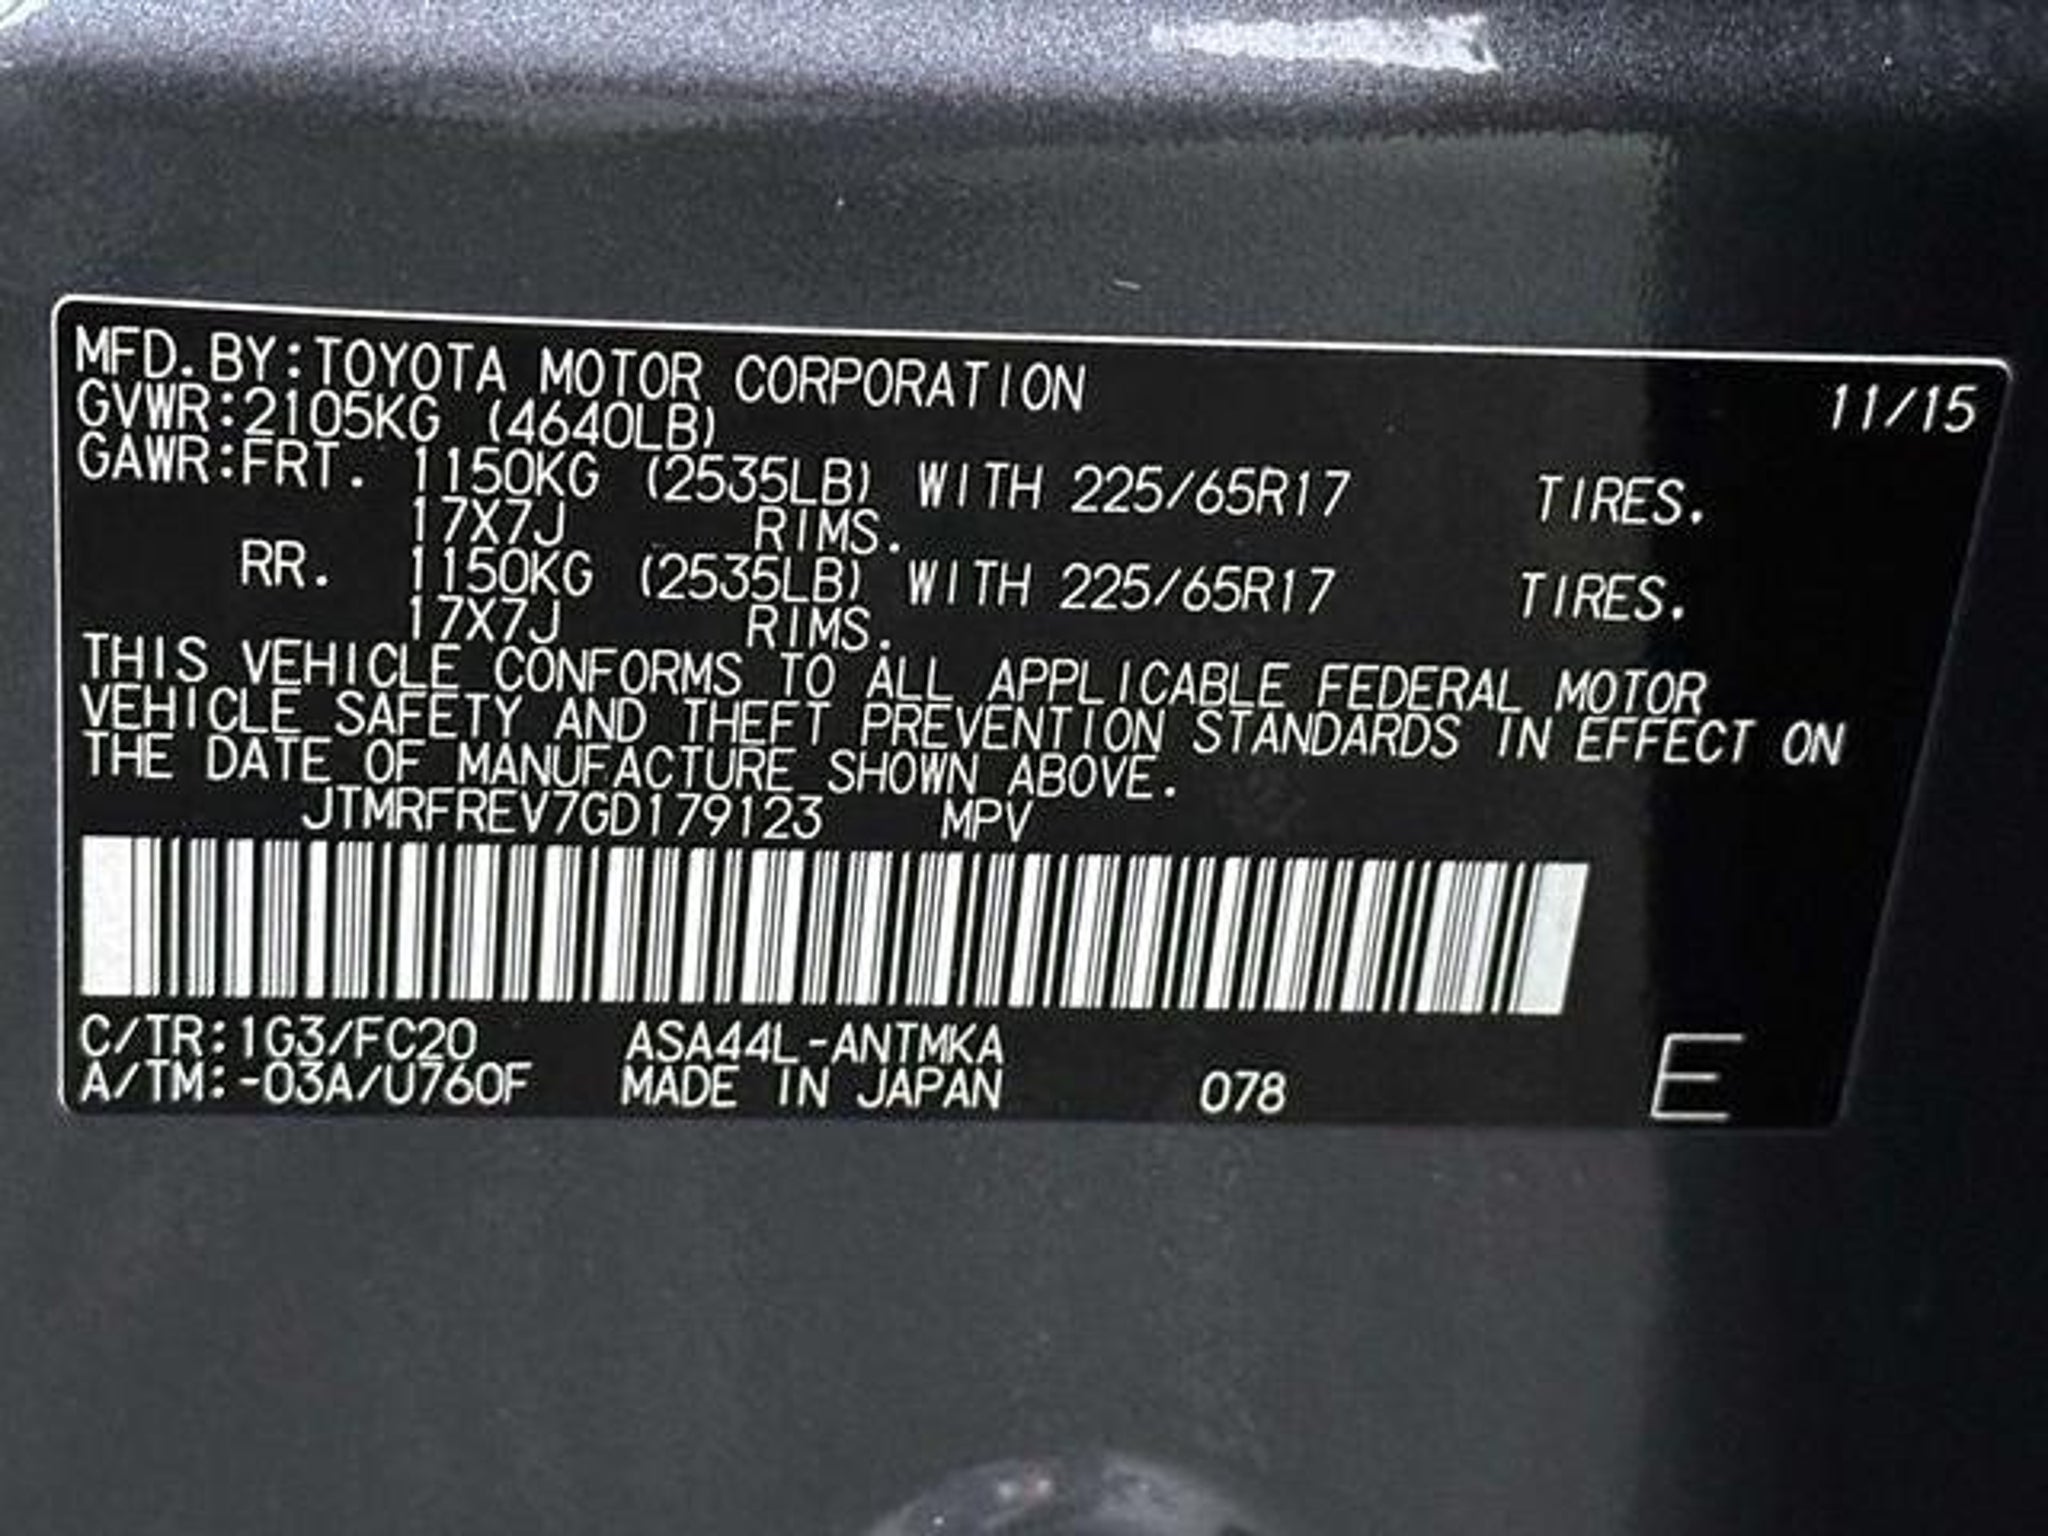 MFD.BY:TOYOTA MOTOR CORPORATION 11/15
GVWR:2105KG (4640LB)
GAWR:FRT. 1150KG (2535LB) WITH 225/65R17 TIRES.
17X7J RIMS.
RR. 1150KG (2535LB) WITH 225/65R17 TIRES.
17X7J RIMS.
THIS VEHICLE CONFORMS TO ALL APPLICABLE FEDERAL MOTOR
VEHICLE SAFETY AND THEFT PREVENTION STANDARDS IN EFFECT ON
THE DATE OF MANUFACTURE SHOWN ABOVE.
JTMRFREV7GD179123 MPV
C/TR:1G3/FC20 ASA44L-ANTMKA
A/TM:-03A/U760F MADE IN JAPAN 078 E